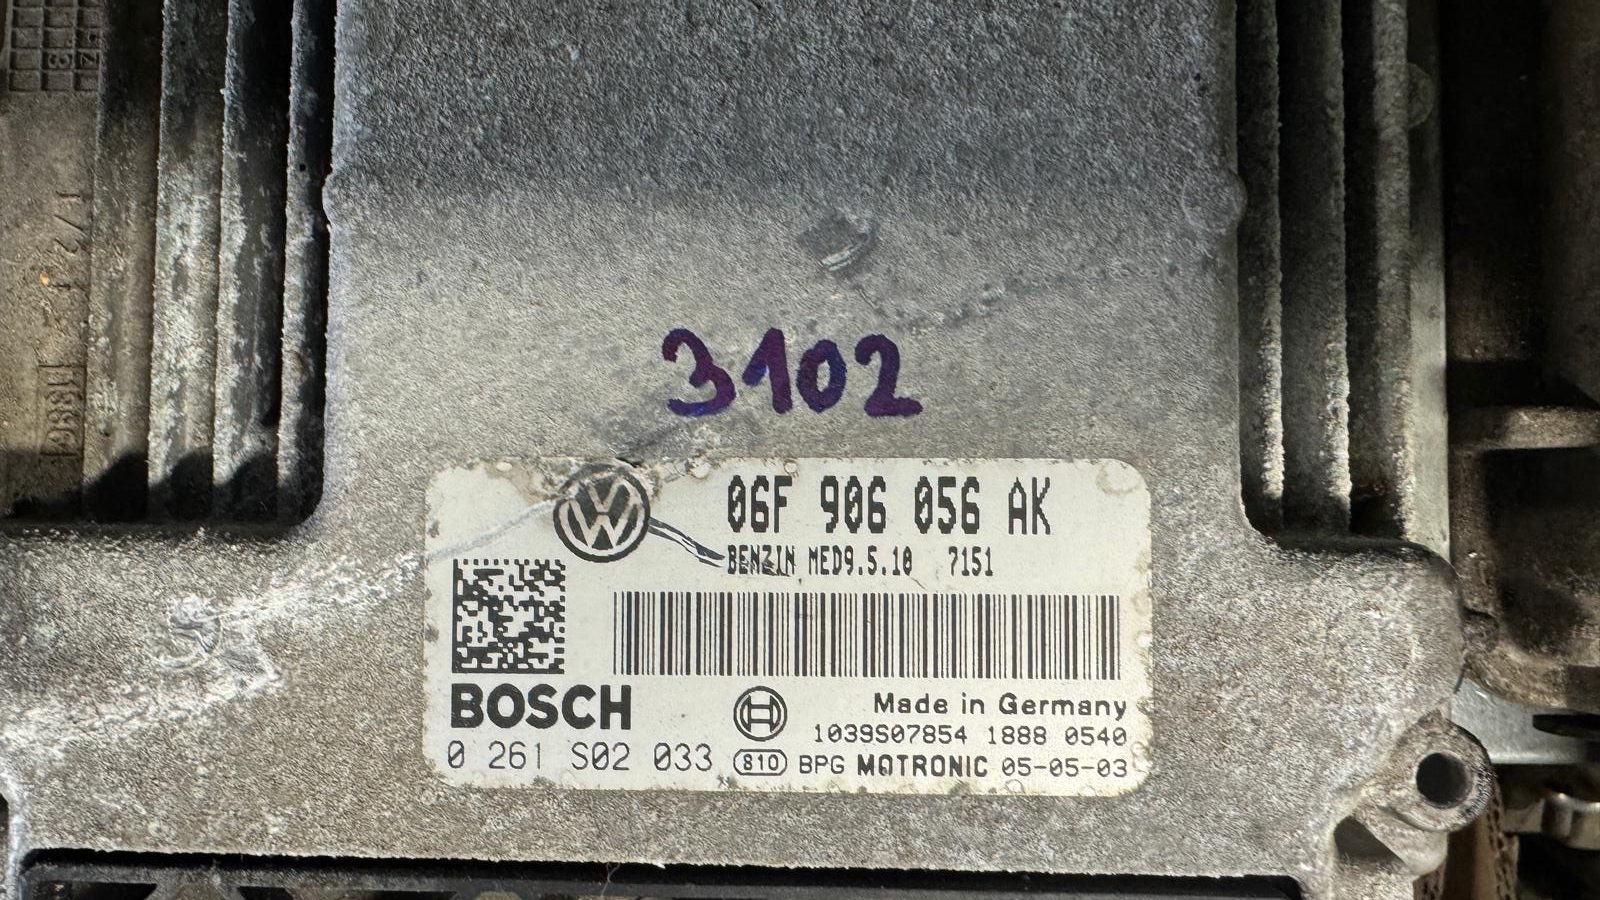 3102
06F 906 056 AK
BENZIN MED9.5.10 7151
BOSCH
Made in Germany
1039S07854 1888 0540
0 261 S02 033
810 BPG MOTRONIC 05-05-03